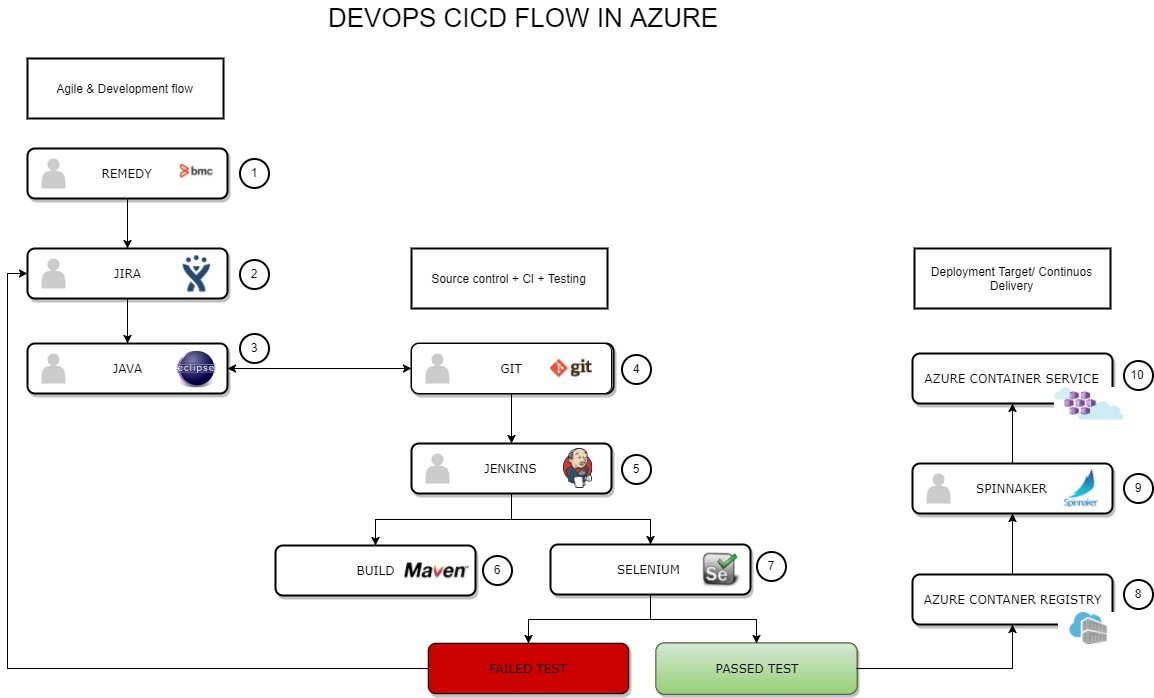 DEVOPS CICD FLOW IN AZURE
Agile & Development flow
REMEDY
bmc
1
JIRA
2
JAVA
eclipse
3
Source control + CI + Testing
GIT
git
4
JENKINS
5
BUILD
Maven
6
SELENIUM
Se
7
FAILED TEST
PASSED TEST
Deployment Target/ Continuos
Delivery
AZURE CONTAINER SERVICE
10
SPINNAKER
Spinnaker
9
AZURE CONTANER REGISTRY
8